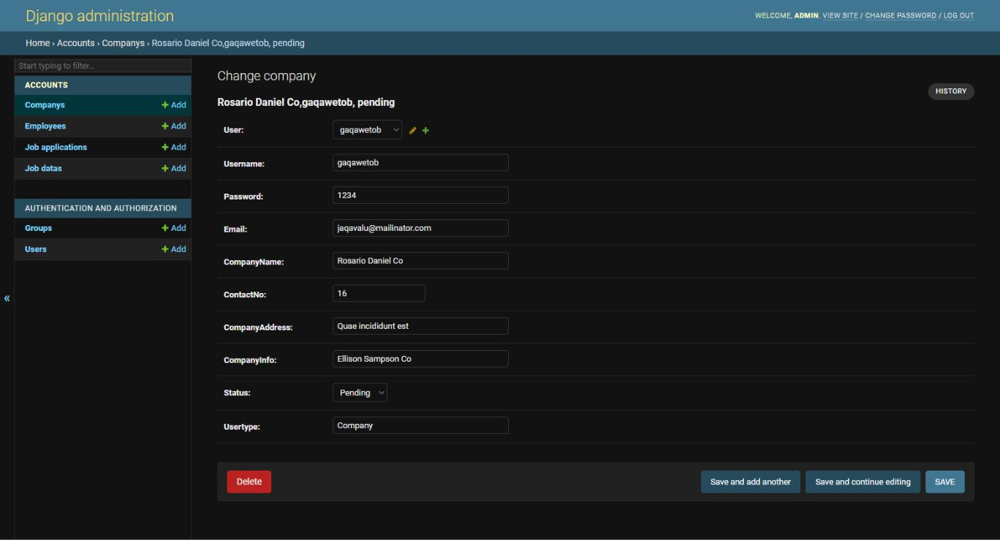 Django administration
WELCOME, ADMIN. VIEW SITE / CHANGE PASSWORD / LOG OUT
Home › Accounts › Companys › Rosario Daniel Co,gaqawetob, pending
Start typing to filter...
ACCOUNTS
Companys + Add
Employees + Add
Job applications + Add
Job datas + Add
AUTHENTICATION AND AUTHORIZATION
Groups + Add
Users + Add
«
Change company
HISTORY
Rosario Daniel Co,gaqawetob, pending
User: gaqawetob
Username: gaqawetob
Password: 1234
Email: jaqavalu@mailinator.com
CompanyName: Rosario Daniel Co
ContactNo: 16
CompanyAddress: Quae incididunt est
CompanyInfo: Ellison Sampson Co
Status: Pending
Usertype: Company
Delete
Save and add another
Save and continue editing
SAVE